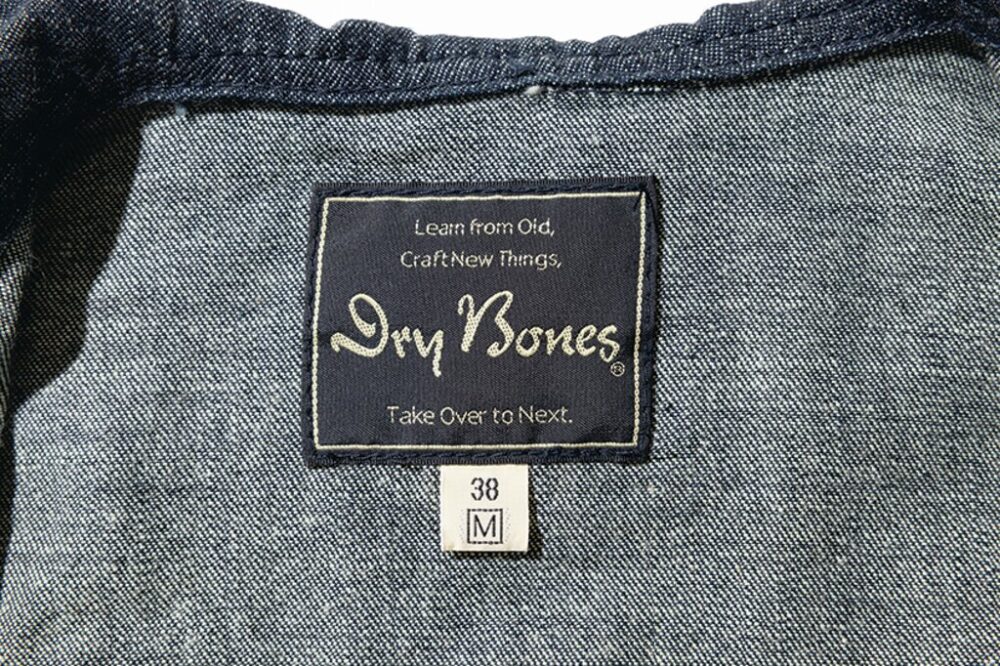 Learn from Old,
Craft New Things,
Dry Bones
®
Take Over to Next.
38
M